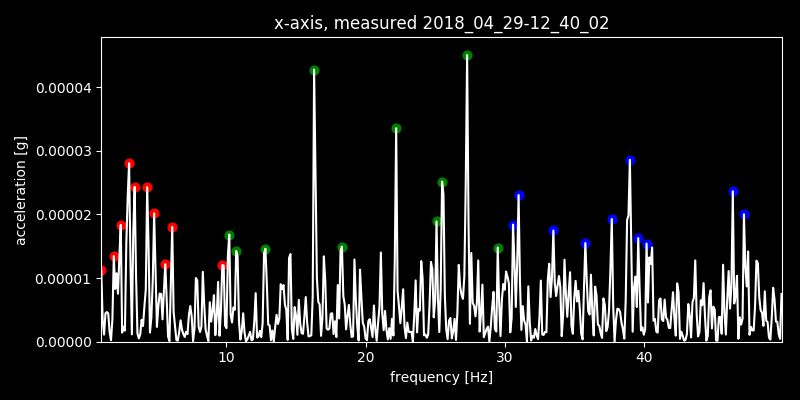 x-axis, measured 2018_04_29-12_40_02
acceleration [g]
0.00004
0.00003
0.00002
0.00001
0.00000
10 20 30 40
frequency [Hz]